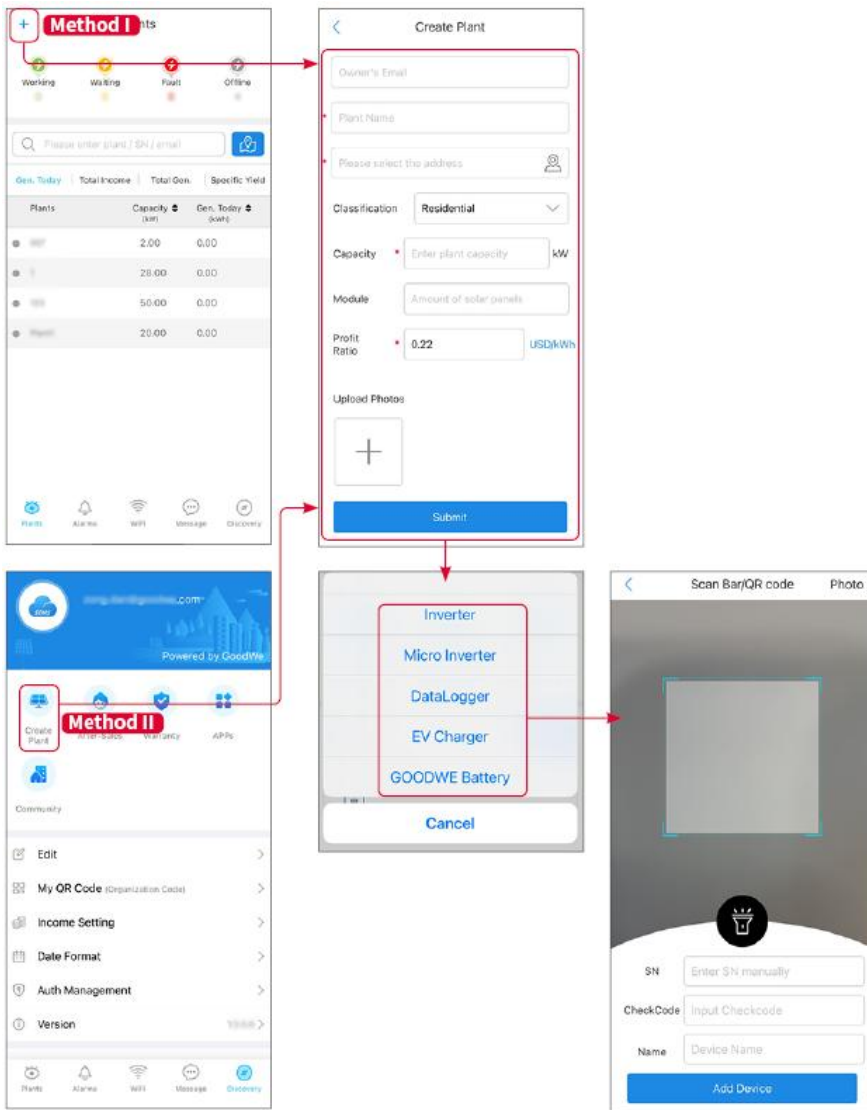 + Method I nts
Working Waiting Fault Offline
Please enter plant / SN / email
Gen. Today Total Income Total Gen. Specific Yield
Plants Capacity (kW) Gen. Today (kWh)
2.00 0.00
28.00 0.00
50.00 0.00
20.00 0.00
Plants Alarms WiFi Message Discovery
Create Plant
Owner's Email
* Plant Name
* Please select the address
Classification Residential
Capacity * Enter plant capacity kW
Module Amount of solar panels
Profit Ratio * 0.22 USD/kWh
Upload Photos
+
Submit
SEMS
.com
Powered by GoodWe
Create Plant
Method II
After-Sales Warranty APPs
Community
Edit
My QR Code (Organization Code)
Income Setting
Date Format
Auth Management
Version
Plants Alarms WiFi Message Discovery
Inverter
Micro Inverter
DataLogger
EV Charger
GOODWE Battery
Cancel
Scan Bar/QR code Photo
SN Enter SN manually
CheckCode Input Checkcode
Name Device Name
Add Device